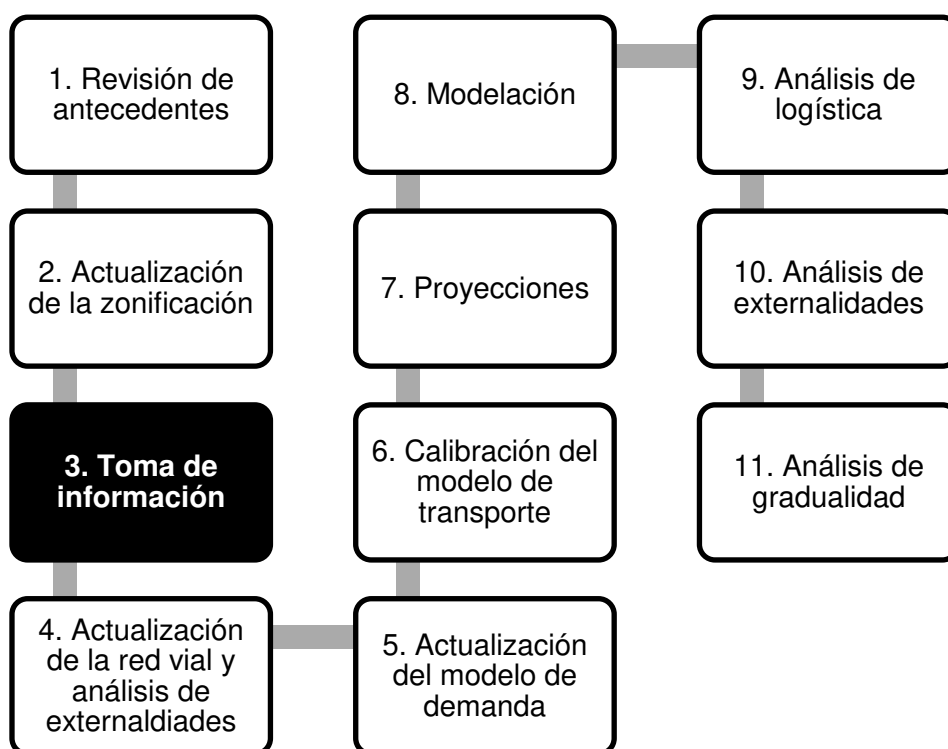 1. Revisión de
antecedentes
2. Actualización
de la zonificación
3. Toma de
información
4. Actualización
de la red vial y
análisis de
externaldiades
5. Actualización
del modelo de
demanda
6. Calibración del
modelo de
transporte
7. Proyecciones
8. Modelación
9. Análisis de
logística
10. Análisis de
externalidades
11. Análisis de
gradualidad